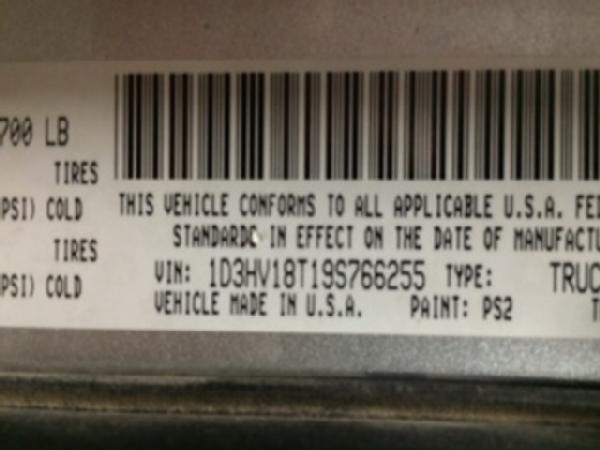 700 LB
TIRES
PSI) COLD
TIRES
PSI) COLD
THIS VEHICLE CONFORMS TO ALL APPLICABLE U.S.A. FE
STANDARDS IN EFFECT ON THE DATE OF MANUFACTU
VIN: 1D3HV18T19S766255 TYPE: TRUC
VEHICLE MADE IN U.S.A. PAINT: PS2 T